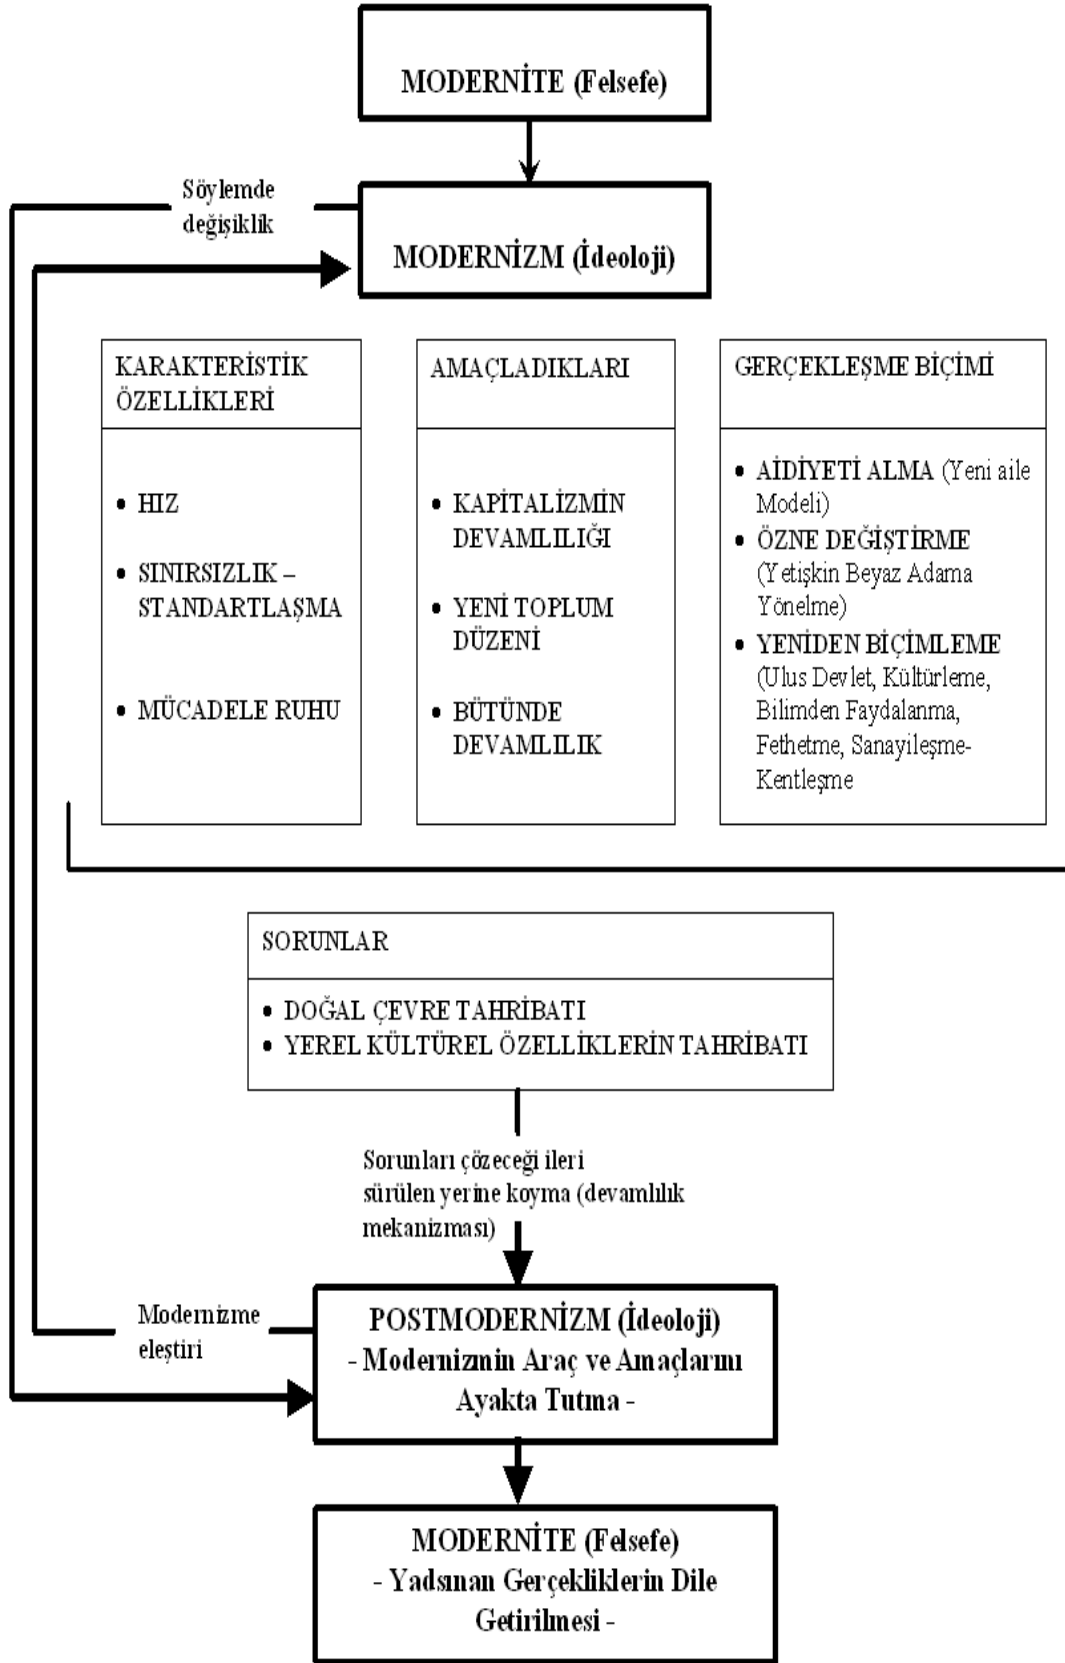 MODERNİTE (Felsefe)
Söylemde
değişiklik
MODERNİZM (İdeoloji)
KARAKTERİSTİK
ÖZELLİKLERİ
• HIZ
• SINIRSIZLIK –
STANDARTLAŞMA
• MÜCADELE RUHU
AMAÇLADIKLARI
• KAPİTALİZMİN
DEVAMLILIĞI
• YENİ TOPLUM
DÜZENİ
• BÜTÜNDE
DEVAMLILIK
GERÇEKLEŞME BİÇİMİ
• AİDİYETİ ALMA (Yeni aile
Modeli)
• ÖZNE DEĞİŞTİRME
(Yetişkin Beyaz Adama
Yönelme)
• YENİDEN BİÇİMLEME
(Ulus Devlet, Kültürleme,
Bilimden Faydalanma,
Fethetme, Sanayileşme-
Kentleşme
SORUNLAR
• DOĞAL ÇEVRE TAHRİBATI
• YEREL KÜLTÜREL ÖZELLİKLERİN TAHRİBATI
Sorunları çözeceği ileri
sürülen yerine koyma (devamlılık
mekanizması)
Modernizme
eleştiri
POSTMODERNİZM (İdeoloji)
- Modernizmin Araç ve Amaçlarını
Ayakta Tutma -
MODERNİTE (Felsefe)
- Yadsınan Gerçekliklerin Dile
Getirilmesi -